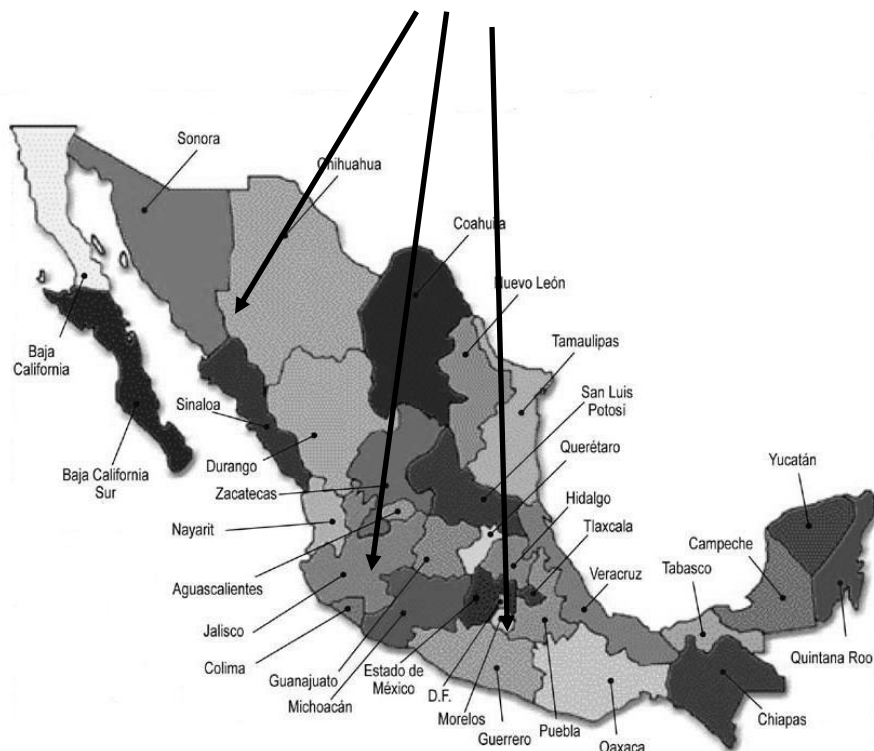 Sonora
Chihuahua
Coahuila
Nuevo León
Baja
California
Tamaulipas
San Luis
Potosi
Sinaloa
Querétaro
Baja California
Sur
Durango
Yucatán
Zacatecas
Hidalgo
Nayarit
Tlaxcala
Campeche
Aguascalientes
Veracruz
Tabasco
Jalisco
Colima
Guanajuato
Estado de
México
Quintana Roo
Michoacán
D.F.
Morelos
Puebla
Chiapas
Guerrero
Oaxaca